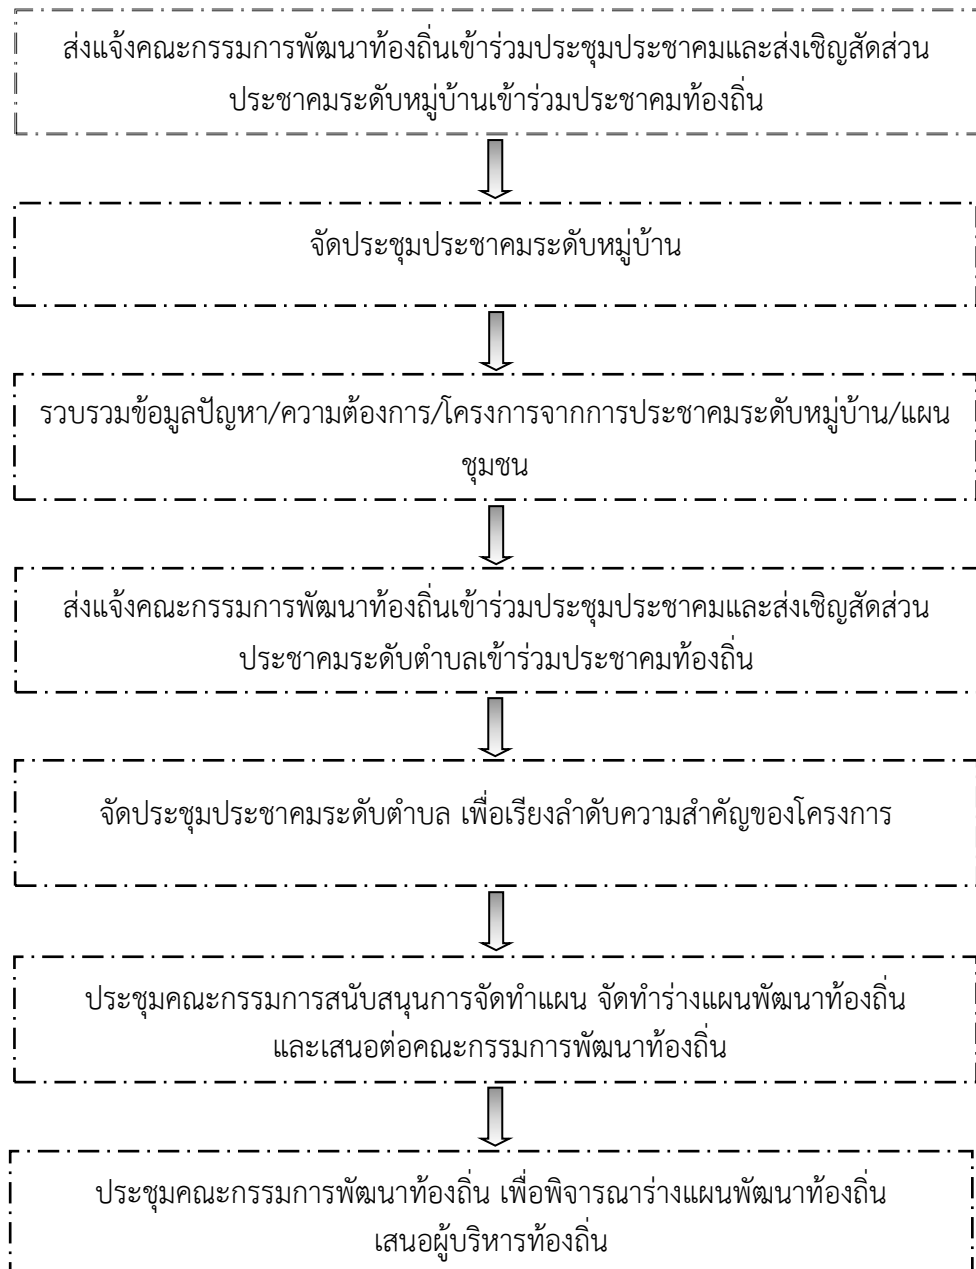 ส่งแจ้งคณะกรรมการพัฒนาท้องถิ่นเข้าร่วมประชุมประชาคมและส่งเชิญสัดส่วน
ประชาคมระดับหมู่บ้านเข้าร่วมประชาคมท้องถิ่น
จัดประชุมประชาคมระดับหมู่บ้าน
รวบรวมข้อมูลปัญหา/ความต้องการ/โครงการจากการประชาคมระดับหมู่บ้าน/แผน
ชุมชน
ส่งแจ้งคณะกรรมการพัฒนาท้องถิ่นเข้าร่วมประชุมประชาคมและส่งเชิญสัดส่วน
ประชาคมระดับตำบลเข้าร่วมประชาคมท้องถิ่น
จัดประชุมประชาคมระดับตำบล เพื่อเรียงลำดับความสำคัญของโครงการ
ประชุมคณะกรรมการสนับสนุนการจัดทำแผน จัดทำร่างแผนพัฒนาท้องถิ่น
และเสนอต่อคณะกรรมการพัฒนาท้องถิ่น
ประชุมคณะกรรมการพัฒนาท้องถิ่น เพื่อพิจารณาร่างแผนพัฒนาท้องถิ่น
เสนอผู้บริหารท้องถิ่น